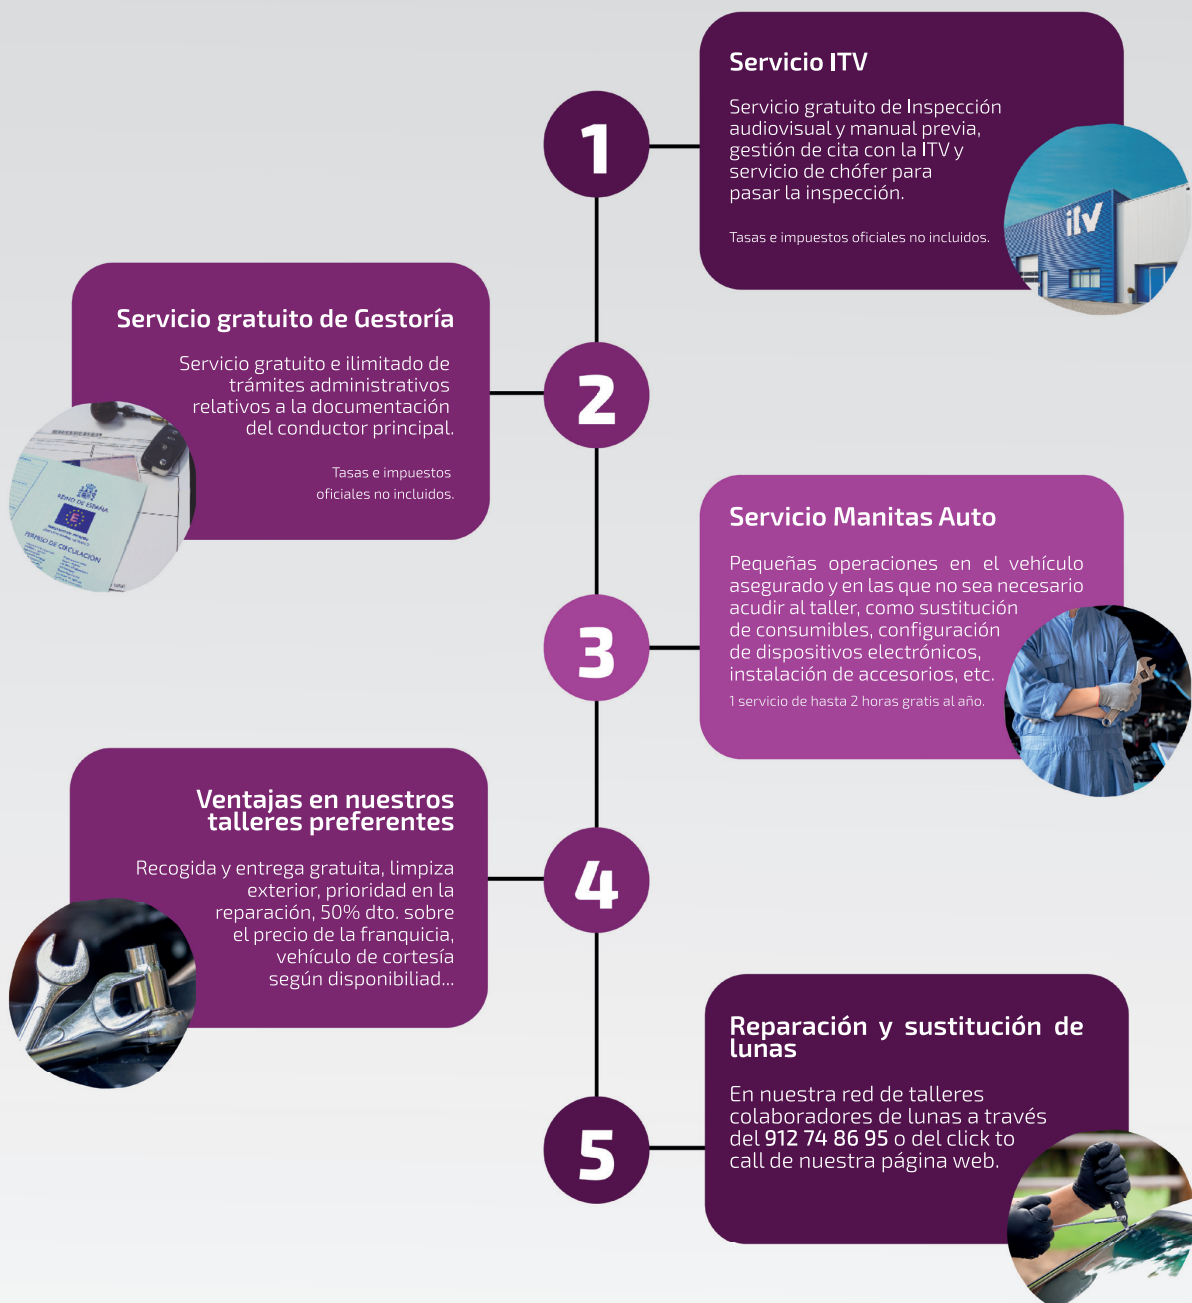 1
Servicio ITV
Servicio gratuito de Inspección
audiovisual y manual previa,
gestión de cita con la ITV y
servicio de chófer para
pasar la inspección.
Tasas e impuestos oficiales no incluidos.
itv
2
Servicio gratuito de Gestoría
Servicio gratuito e ilimitado de
trámites administrativos
relativos a la documentación
del conductor principal.
Tasas e impuestos
oficiales no incluidos.
REINO DE ESPAÑA
PERMISO DE CIRCULACIÓN
3
Servicio Manitas Auto
Pequeñas operaciones en el vehículo
asegurado y en las que no sea necesario
acudir al taller, como sustitución
de consumibles, configuración
de dispositivos electrónicos,
instalación de accesorios, etc.
1 servicio de hasta 2 horas gratis al año.
4
Ventajas en nuestros
talleres preferentes
Recogida y entrega gratuita, limpiza
exterior, prioridad en la
reparación, 50% dto. sobre
el precio de la franquicia,
vehículo de cortesía
según disponibiliad...
5
Reparación y sustitución de
lunas
En nuestra red de talleres
colaboradores de lunas a través
del 912 74 86 95 o del click to
call de nuestra página web.